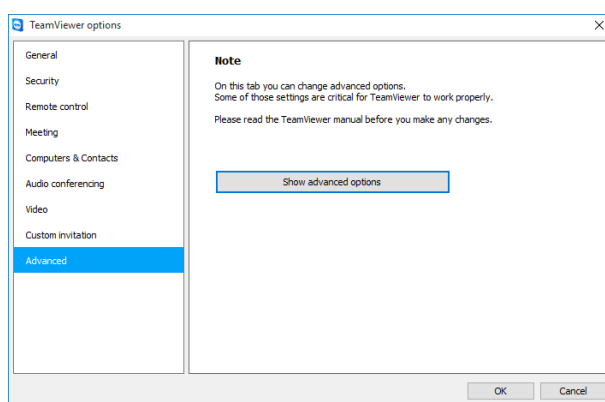 TeamViewer options
General
Security
Remote control
Meeting
Computers & Contacts
Audio conferencing
Video
Custom invitation
Advanced
Note
On this tab you can change advanced options.
Some of those settings are critical for TeamViewer to work properly.
Please read the TeamViewer manual before you make any changes.
Show advanced options
OK
Cancel